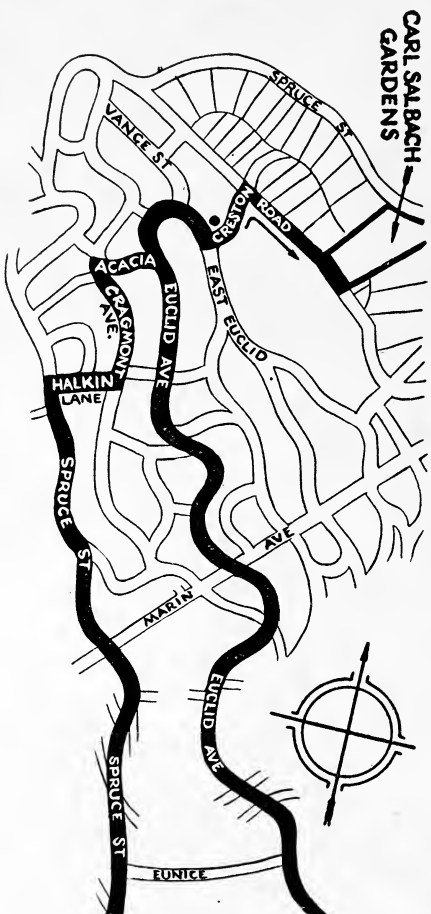 CARL SALBACH
GARDENS
SPRUCE ST
VANCE ST
CRESTON
ROAD
ACACIA
CRAGMONT
AVE.
EUCLID AVE
EAST EUCLID
HALKIN
LANE
SPRUCE ST
MARIN AVE
EUCLID AVE
SPRUCE ST
EUNICE